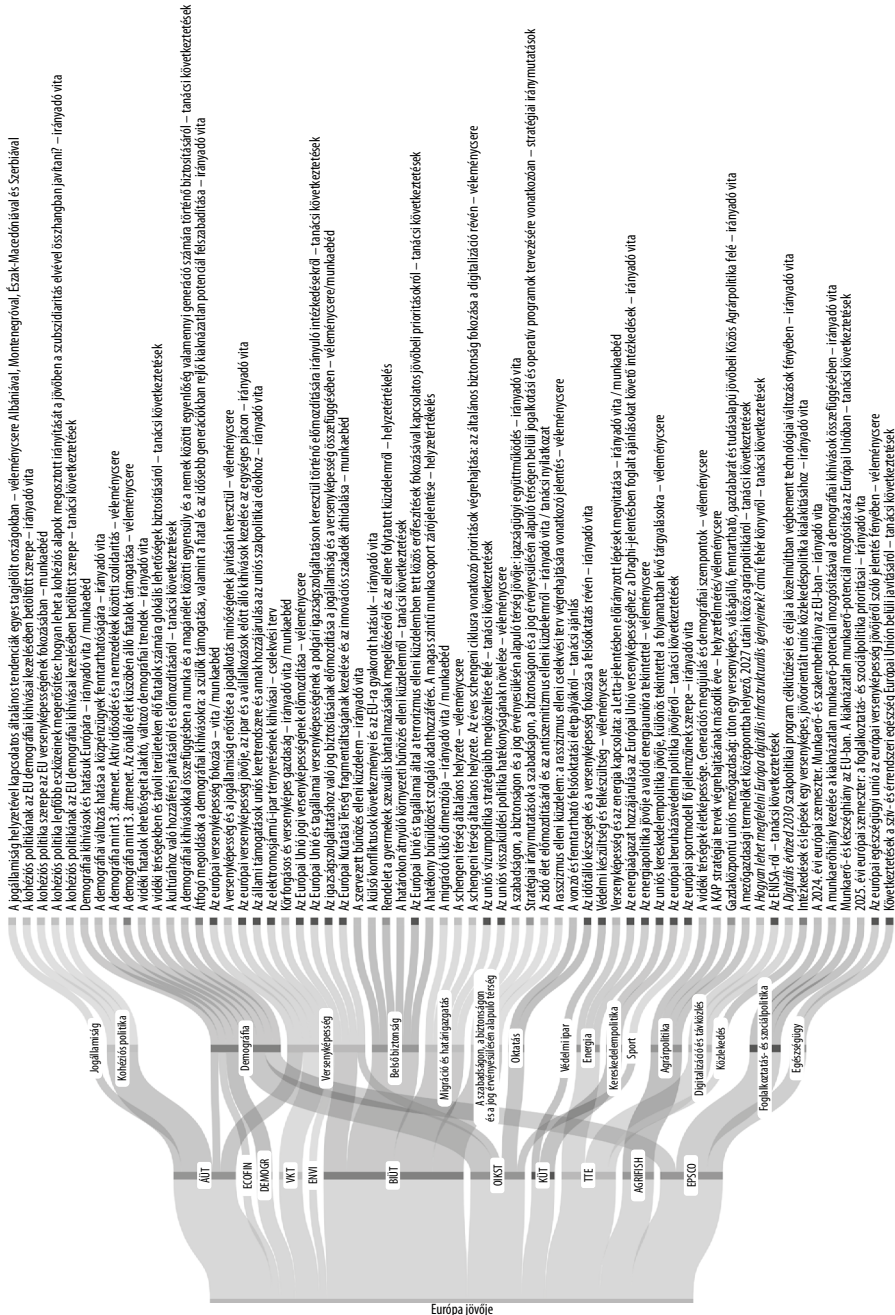 Európa jövője
ÁÜT
ECOFIN
DEMOGR
VKT
ENVI
BIÜT
OIKST
KÜT
TTE
AGRIFISH
EPSCO
Jogállamiság
Kohéziós politika
Demográfia
Versenyképesség
Belső biztonság
Migráció és határigazgatás
A szabadságon, a biztonságon
és a jog érvényesülésén alapuló térség
Oktatás
Védelmi ipar
Energia
Kereskedelempolitika
Sport
Agrárpolitika
Digitalizáció és távközlés
Közlekedés
Foglalkoztatás- és szociálpolitika
Egészségügy
A jogállamiság helyzetével kapcsolatos általános tendenciák egyes tagjelölt országokban – véleménycsere Albániával, Montenegróval, Észak-Macedóniával és Szerbiával
A kohéziós politikának az EU demográfiai kihívásai kezelésében betöltött szerepe – irányadó vita
A kohéziós politika szerepe az EU versenyképességének fokozásában – munkaebéd
A kohéziós politika legfőbb eszközeinek megerősítése: hogyan lehet a kohéziós alapok megosztott irányítását a jövőben a szubszidiaritás elvével összhangban javítani? – irányadó vita
A kohéziós politikának az EU demográfiai kihívásai kezelésében betöltött szerepe – tanácsi következtetések
Demográfiai kihívások és hatásuk Európára – irányadó vita / munkaebéd
A demográfiai változás hatása a közpénzügyek fenntarthatóságára – irányadó vita
A demográfia mint 3. átmenet. Aktív idősödés és a nemzedékek közötti szolidaritás – véleménycsere
A demográfia mint 3. átmenet. Az önálló élet küszöbén álló fiatalok támogatása – véleménycsere
A vidéki fiatalok lehetőségeit alakító, változó demográfiai trendek – irányadó vita
A vidéki térségekben és távoli területeken élő fiatalok számára globális lehetőségek biztosításáról – tanácsi következtetések
A kultúrához való hozzáférés javításáról és előmozdításáról – tanácsi következtetések
A demográfiai kihívásokkal összefüggésben a munka és a magánélet közötti egyensúly és a nemek közötti egyenlőség valamennyi generáció számára történő biztosításáról – tanácsi következtetések
Átfogó megoldások a demográfiai kihívásokra: a szülők támogatása, valamint a fiatal és az idősebb generációkban rejlő kiaknázatlan potenciál felszabadítása – irányadó vita
Az európai versenyképesség fokozása – vita / munkaebéd
A versenyképesség és a jogállamiság erősítése a jogalkotás minőségének javításán keresztül – véleménycsere
Az európai versenyképesség jövője, az ipar és a vállalkozások előtt álló kihívások kezelése az egységes piacon – irányadó vita
Az állami támogatások uniós keretrendszere és annak hozzájárulása az uniós szakpolitikai célokhoz – irányadó vita
Az elektromosjármű-ipar térnyerésének kihívásai – cselekvési terv
Körforgásos és versenyképes gazdaság – irányadó vita / munkaebéd
Az Európai Unió jogi versenyképességének előmozdítása – véleménycsere
Az Európai Unió és tagállamai versenyképességének a polgári igazságszolgáltatáson keresztül történő előmozdítására irányuló intézkedésekről – tanácsi következtetések
Az igazságszolgáltatáshoz való jog biztosításának előmozdítása a jogállamiság és a versenyképesség összefüggésében – véleménycsere/munkaebéd
Az Európai Kutatási Térség fragmentáltságának kezelése és az innovációs szakadék áthidalása – munkaebéd
A szervezett bűnözés elleni küzdelem – irányadó vita
A külső konfliktusok következményei és az EU-ra gyakorolt hatásuk – irányadó vita
Rendelet a gyermekek szexuális bántalmazásának megelőzéséről és az ellene folytatott küzdelemről – helyzetértékelés
A határokon átnyúló környezeti bűnözés elleni küzdelemről – tanácsi következtetések
Az Európai Unió és tagállamai által a terrorizmus elleni küzdelemben tett közös erőfeszítések fokozásával kapcsolatos jövőbeli prioritásokról – tanácsi következtetések
A hatékony bűnüldözést szolgáló adathozzáférés. A magas szintű munkacsoport zárójelentése – helyzetértékelés
A migráció külső dimenziója – irányadó vita / munkaebéd
A schengeni térség általános helyzete – véleménycsere
A schengeni térség általános helyzete. Az éves schengeni ciklusra vonatkozó prioritások végrehajtása: az általános biztonság fokozása a digitalizáció révén – véleménycsere
Az uniós vízumpolitika stratégiaibb megközelítése felé – tanácsi következtetések
Az uniós visszaküldési politika hatékonyságának növelése – véleménycsere
A szabadságon, a biztonságon és a jog érvényesülésén alapuló térség jövője: igazságügyi együttműködés – irányadó vita
Stratégiai iránymutatások a szabadságon, a biztonságon és a jog érvényesülésén alapuló térségen belüli jogalkotási és operatív programok tervezésére vonatkozóan – stratégiai iránymutatások
A zsidó élet előmozdításáról és az antiszemitizmus elleni küzdelemről – irányadó vita / tanácsi nyilatkozat
A rasszizmus elleni küzdelem: a rasszizmus elleni cselekvési terv végrehajtására vonatkozó jelentés – véleménycsere
A vonzó és fenntartható felsőoktatási életpályákról – tanácsi ajánlás
Az időtálló készségek és a versenyképesség fokozása a felsőoktatás révén – irányadó vita
Védelmi készültség és felkészültség – véleménycsere
Versenyképesség és az energia kapcsolata: a Letta-jelentésben előirányzott lépések megvitatása – irányadó vita / munkaebéd
Az energiaágazat hozzájárulása az Európai Unió versenyképességéhez: a Draghi-jelentésben foglalt ajánlásokat követő intézkedések – irányadó vita
Az energiapolitika jövője a valódi energiaunióra tekintettel – véleménycsere
Az uniós kereskedelempolitika jövője, különös tekintettel a folyamatban lévő tárgyalásokra – véleménycsere
Az európai beruházásvédelmi politika jövőjéről – tanácsi következtetések
Az európai sportmodell fő jellemzőinek szerepe – irányadó vita
A vidéki térségek életképessége. Generációs megújulás és demográfiai szempontok – véleménycsere
A KAP stratégiai tervek végrehajtásának második éve – helyzetfelmérés/véleménycsere
Gazdaközpontú uniós mezőgazdaság: úton egy versenyképes, válságálló, fenntartható, gazdabarát és tudásalapú jövőbeli Közös Agrárpolitika felé – irányadó vita
A mezőgazdasági termelőket középpontba helyező, 2027 utáni közös agrárpolitikáról – tanácsi következtetések
A Hogyan lehet megfelelni Európa digitális infrastrukturális igényeinek? című fehér könyvről – tanácsi következtetések
Az ENISA-ról – tanácsi következtetések
A Digitális évtized 2030 szakpolitikai program célkitűzései és céljai a közelmúltban végbement technológiai változások fényében – irányadó vita
Intézkedések és lépések egy versenyképes, jövőorientált uniós közlekedéspolitika kialakításához – irányadó vita
A 2024. évi európai szemeszter. Munkaerő- és szakemberhiány az EU-ban – irányadó vita
A munkaerőhiány kezelése a kiaknázatlan munkaerő-potenciál mozgósításával a demográfiai kihívások összefüggésében – irányadó vita
Munkaerő- és készséghiány az EU-ban. A kiaknázatlan munkaerő-potenciál mozgósítása az Európai Unióban – tanácsi következtetések
2025. évi európai szemeszter: a foglalkoztatás- és szociálpolitika prioritásai – irányadó vita
Az európai egészségügyi unió az európai versenyképesség jövőjéről szóló jelentés fényében – véleménycsere
Következtetések a szív- és érrendszeri egészség Európai Unión belüli javításáról – tanácsi következtetések